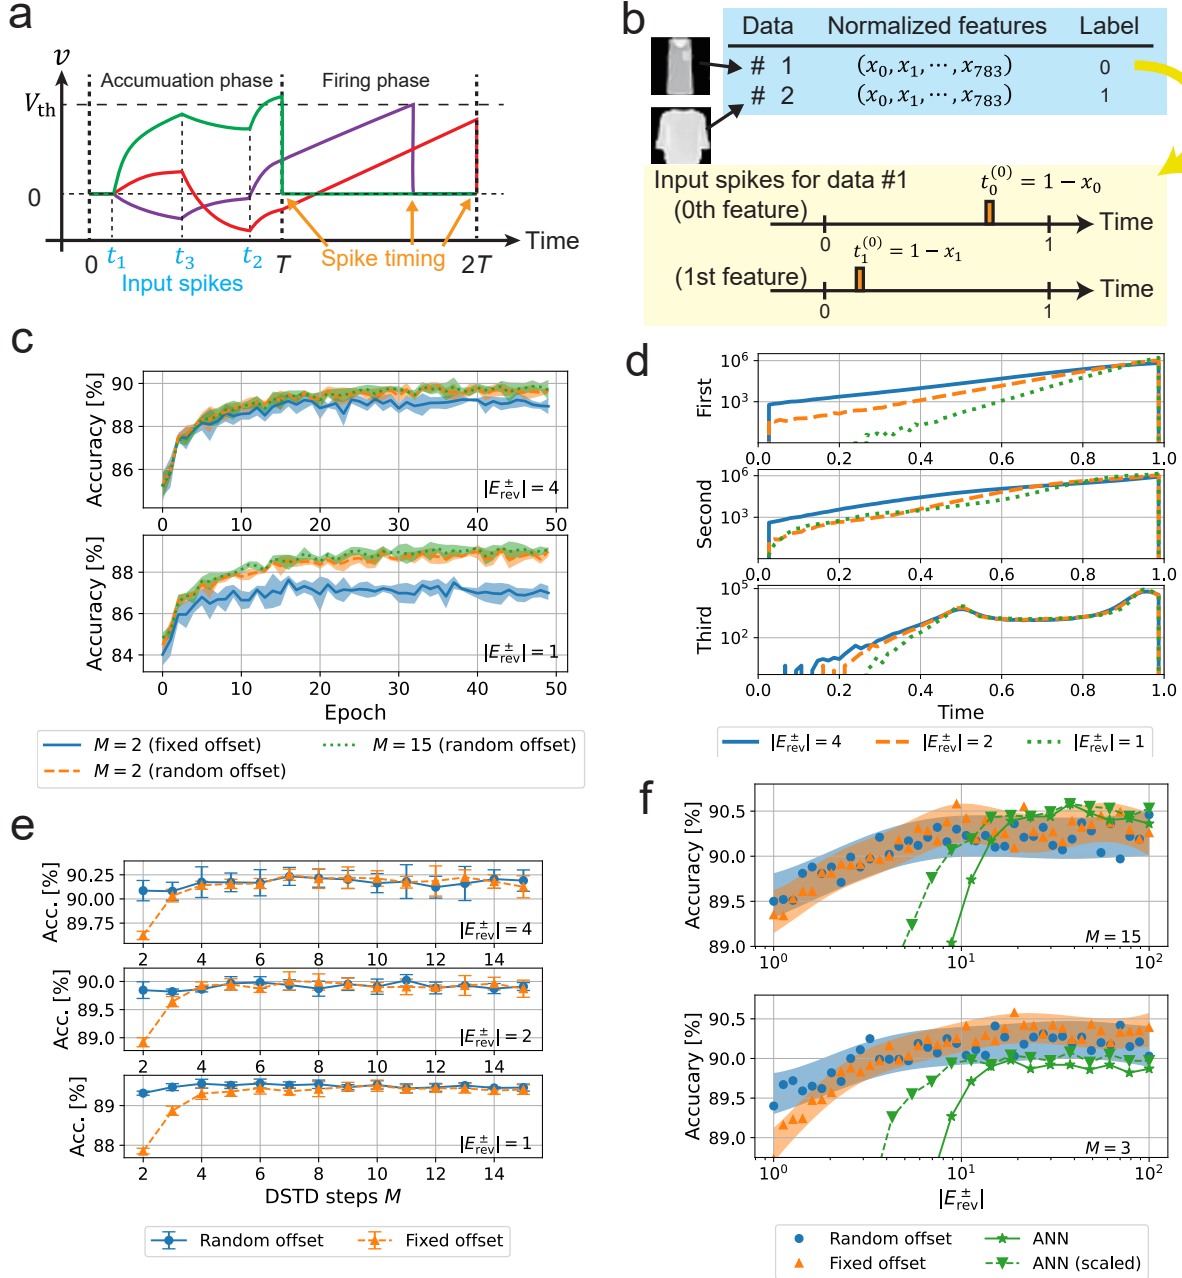 a
v
Accumuation phase
Firing phase
V_th
0
Time
0
t_1
t_3
t_2
T
Spike timing
2T
Input spikes
b
Data Normalized features Label
# 1 (x_0, x_1, ⋯, x_783) 0
# 2 (x_0, x_1, ⋯, x_783) 1
Input spikes for data #1
t_0^(0) = 1 − x_0
(0th feature)
Time
0 1
t_1^(0) = 1 − x_1
(1st feature)
Time
0 1
c
Accuracy [%]
90
88
86
|E_rev^±| = 4
0 10 20 30 40 50
Accuracy [%]
88
86
84
|E_rev^±| = 1
0 10 20 30 40 50
Epoch
M = 2 (fixed offset)
M = 15 (random offset)
M = 2 (random offset)
d
First
10^6
10^3
0.0 0.2 0.4 0.6 0.8 1.0
Second
10^6
10^3
0.0 0.2 0.4 0.6 0.8 1.0
Third
10^5
10^2
0.0 0.2 0.4 0.6 0.8 1.0
Time
|E_rev^±| = 4 |E_rev^±| = 2 |E_rev^±| = 1
e
Acc. [%]
90.25
90.00
89.75
|E_rev^±| = 4
2 4 6 8 10 12 14
Acc. [%]
90.0
89.5
89.0
|E_rev^±| = 2
2 4 6 8 10 12 14
Acc. [%]
89
88
|E_rev^±| = 1
2 4 6 8 10 12 14
DSTD steps M
Random offset Fixed offset
f
Accuracy [%]
90.5
90.0
89.5
89.0
M = 15
10^0 10^1 10^2
Accucary [%]
90.5
90.0
89.5
89.0
M = 3
10^0 10^1 10^2
|E_rev^±|
Random offset ANN
Fixed offset ANN (scaled)